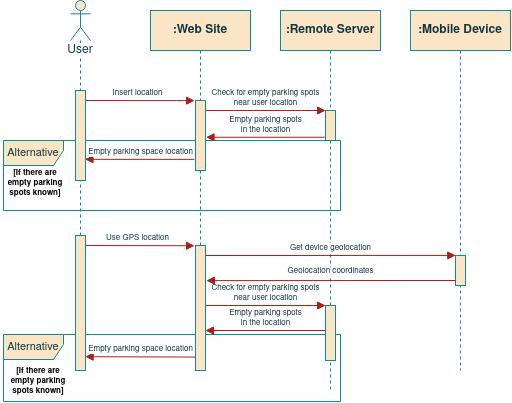 User
:Web Site
:Remote Server
:Mobile Device
Insert location
Check for empty parking spots
near user location
Empty parking spots
in the location
Empty parking space location
Alternative
[If there are
empty parking
spots known]
Use GPS location
Get device geolocation
Geolocation coordinates
Check for empty parking spots
near user location
Empty parking spots
in the location
Empty parking space location
Alternative
[If there are
empty parking
spots known]